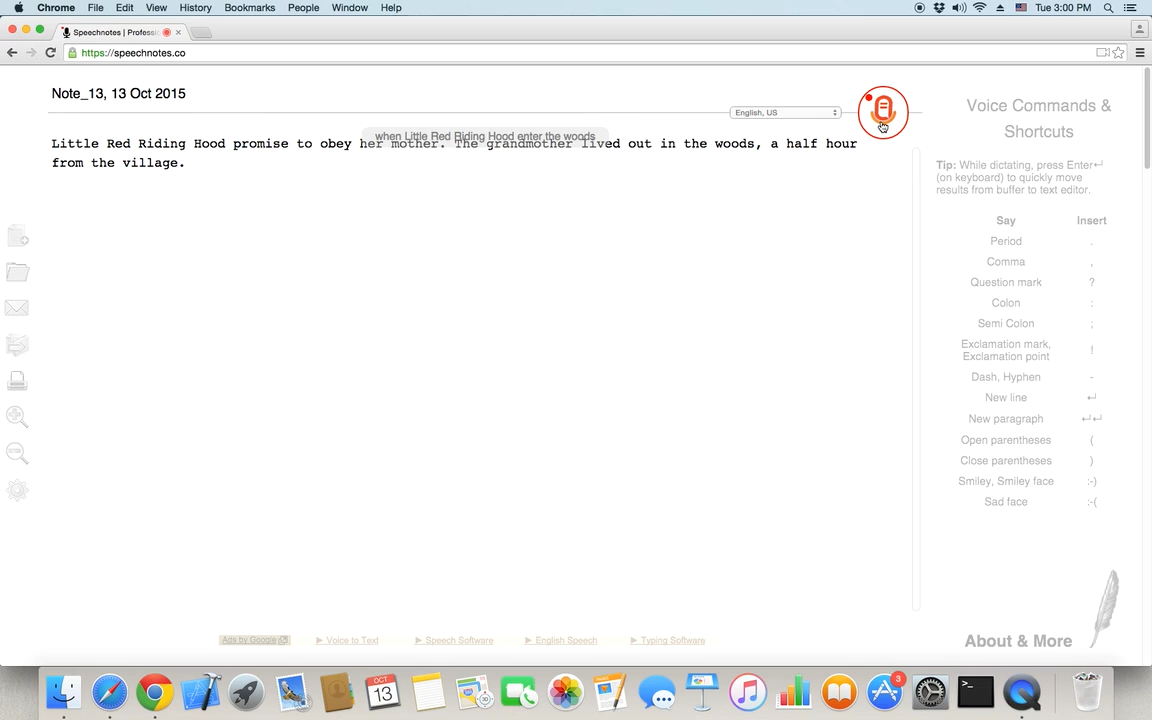 Chrome File Edit View History Bookmarks People Window Help Tue 3:00 PM
Speechnotes | Professi
https://speechnotes.co
Note_13, 13 Oct 2015
English, US
when Little Red Riding Hood enter the woods
Little Red Riding Hood promise to obey her mother. The grandmother lived out in the woods, a half hour
from the village.
Voice Commands &
Shortcuts
Tip: While dictating, press Enter↵
(on keyboard) to quickly move
results from buffer to text editor.
Say Insert
Period .
Comma ,
Question mark ?
Colon :
Semi Colon ;
Exclamation mark,
Exclamation point !
Dash, Hyphen -
New line ↵
New paragraph ↵↵
Open parentheses (
Close parentheses )
Smiley, Smiley face :-)
Sad face :-(
About & More
Ads by Google ► Voice to Text ► Speech Software ► English Speech ► Typing Software
OCT
13
3